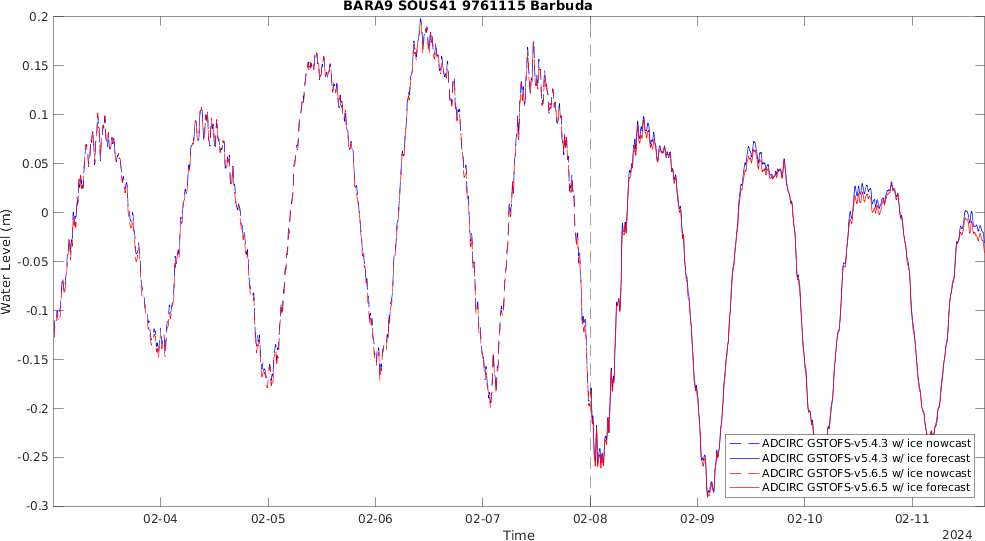 BARA9 SOUS41 9761115 Barbuda
Water Level (m)
0.2
0.15
0.1
0.05
0
-0.05
-0.1
-0.15
-0.2
-0.25
-0.3
ADCIRC GSTOFS-v5.4.3 w/ ice nowcast
ADCIRC GSTOFS-v5.4.3 w/ ice forecast
ADCIRC GSTOFS-v5.6.5 w/ ice nowcast
ADCIRC GSTOFS-v5.6.5 w/ ice forecast
02-04 02-05 02-06 02-07 02-08 02-09 02-10 02-11
Time
2024